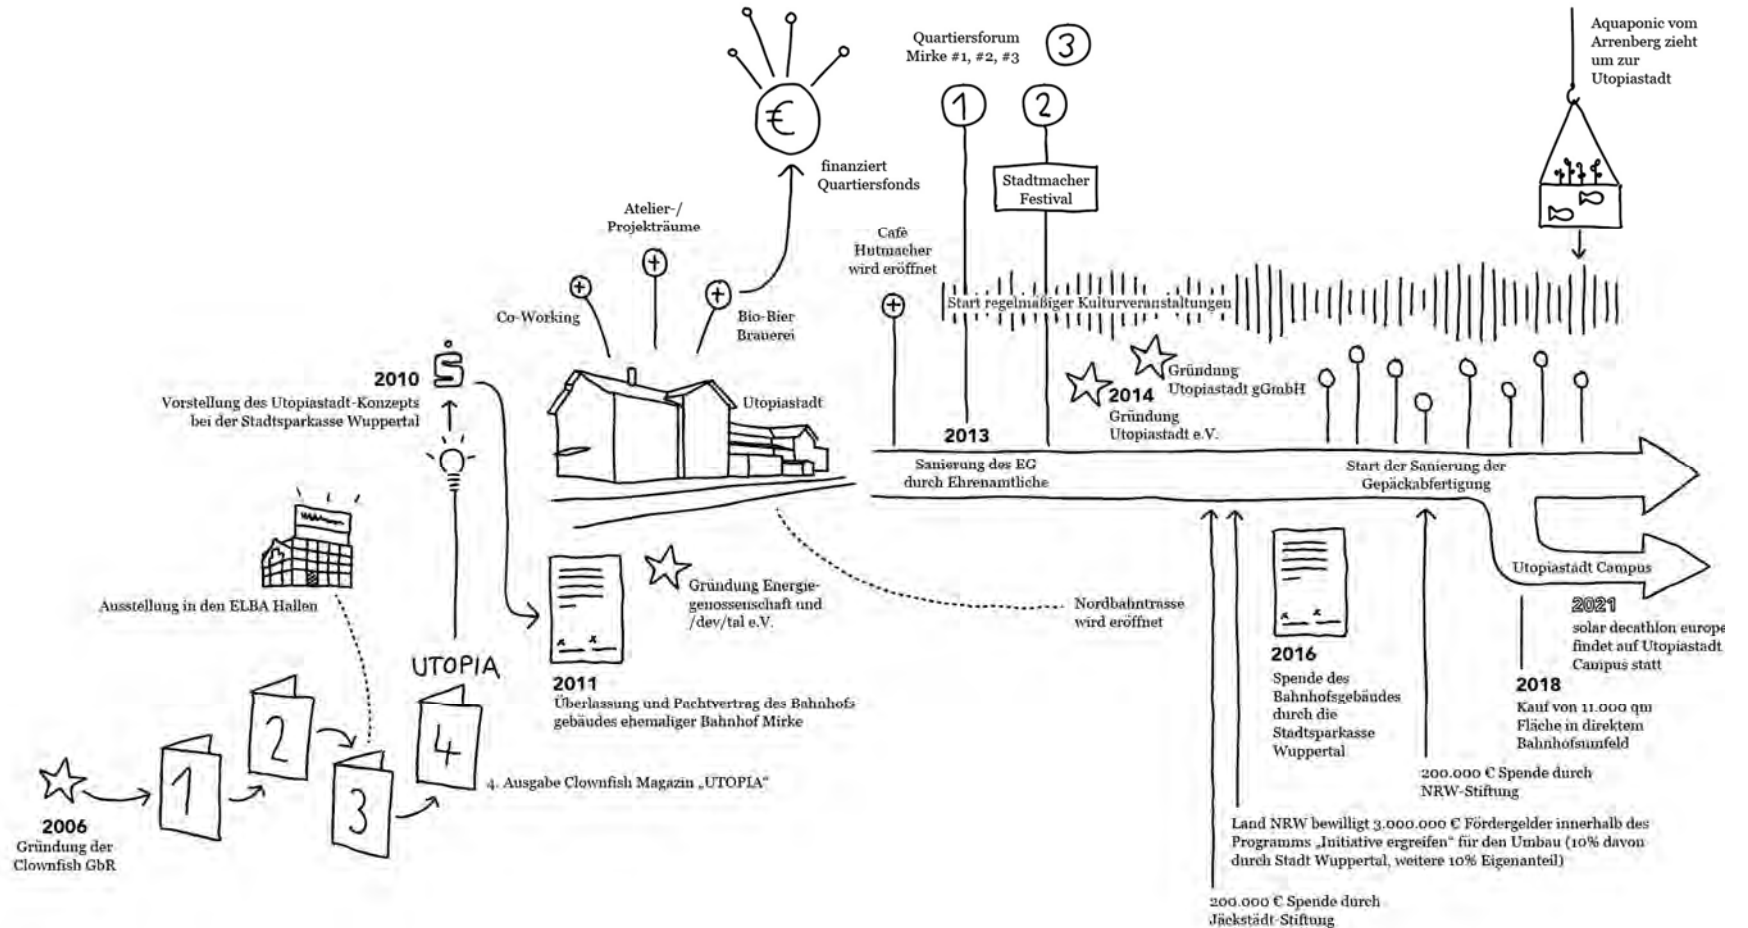 2006
Gründung der
Clownfish GbR
1
2
3
4
UTOPIA
4. Ausgabe Clownfish Magazin „UTOPIA“
Ausstellung in den ELBA Hallen
2010
Vorstellung des Utopiastadt-Konzepts
bei der Stadtsparkasse Wuppertal
2011
Überlassung und Pachtvertrag des Bahnhofs
gebäudes ehemaliger Bahnhof Mirke
Gründung Energie-
genossenschaft und
/dev/tal e.V.
Co-Working
Atelier-/
Projekträume
Bio-Bier
Brauerei
€
finanziert
Quartiersfonds
Utopiastadt
Nordbahntrasse
wird eröffnet
Cafè
Hutmacher
wird eröffnet
Quartiersforum
Mirke #1, #2, #3
1
2
3
Stadtmacher
Festival
Start regelmäßiger Kulturveranstaltungen
2013
Sanierung des EG
durch Ehrenamtliche
2014
Gründung
Utopiastadt e.V.
Gründung
Utopiastadt gGmbH
Start der Sanierung der
Gepäckabfertigung
Aquaponic vom
Arrenberg zieht
um zur
Utopiastadt
200.000 € Spende durch
Jäckstädt-Stiftung
Land NRW bewilligt 3.000.000 € Fördergelder innerhalb des
Programms „Initiative ergreifen“ für den Umbau (10% davon
durch Stadt Wuppertal, weitere 10% Eigenanteil)
2016
Spende des
Bahnhofsgebäudes
durch die
Stadtsparkasse
Wuppertal
200.000 € Spende durch
NRW-Stiftung
Utopiastadt Campus
2018
Kauf von 11.000 qm
Fläche in direktem
Bahnhofsumfeld
2021
solar decathlon europe
findet auf Utopiastadt
Campus statt